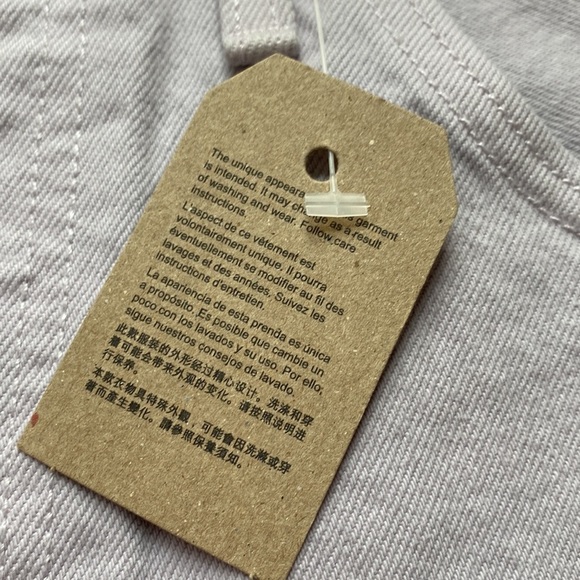 The unique appeara garment
is intended. It may change as a result
of washing and wear. Follow care
instructions.
L'aspect de ce vêtement est
volontairement unique. Il pourra
éventuellement se modifier au fil des
lavages et des années. Suivez les
instructions d'entretien.
La apariencia de esta prenda es única
a propósito. Es posible que cambie un
poco con los lavados y su uso. Por ello,
sigue nuestros consejos de lavado.
此款服装的外形经过精心设计。洗涤和穿
着可能会带来外观的变化。请按照说明进
行保养。
本款衣物具特殊外觀，可能會因洗滌或穿
著而產生變化。請參照保養須知。